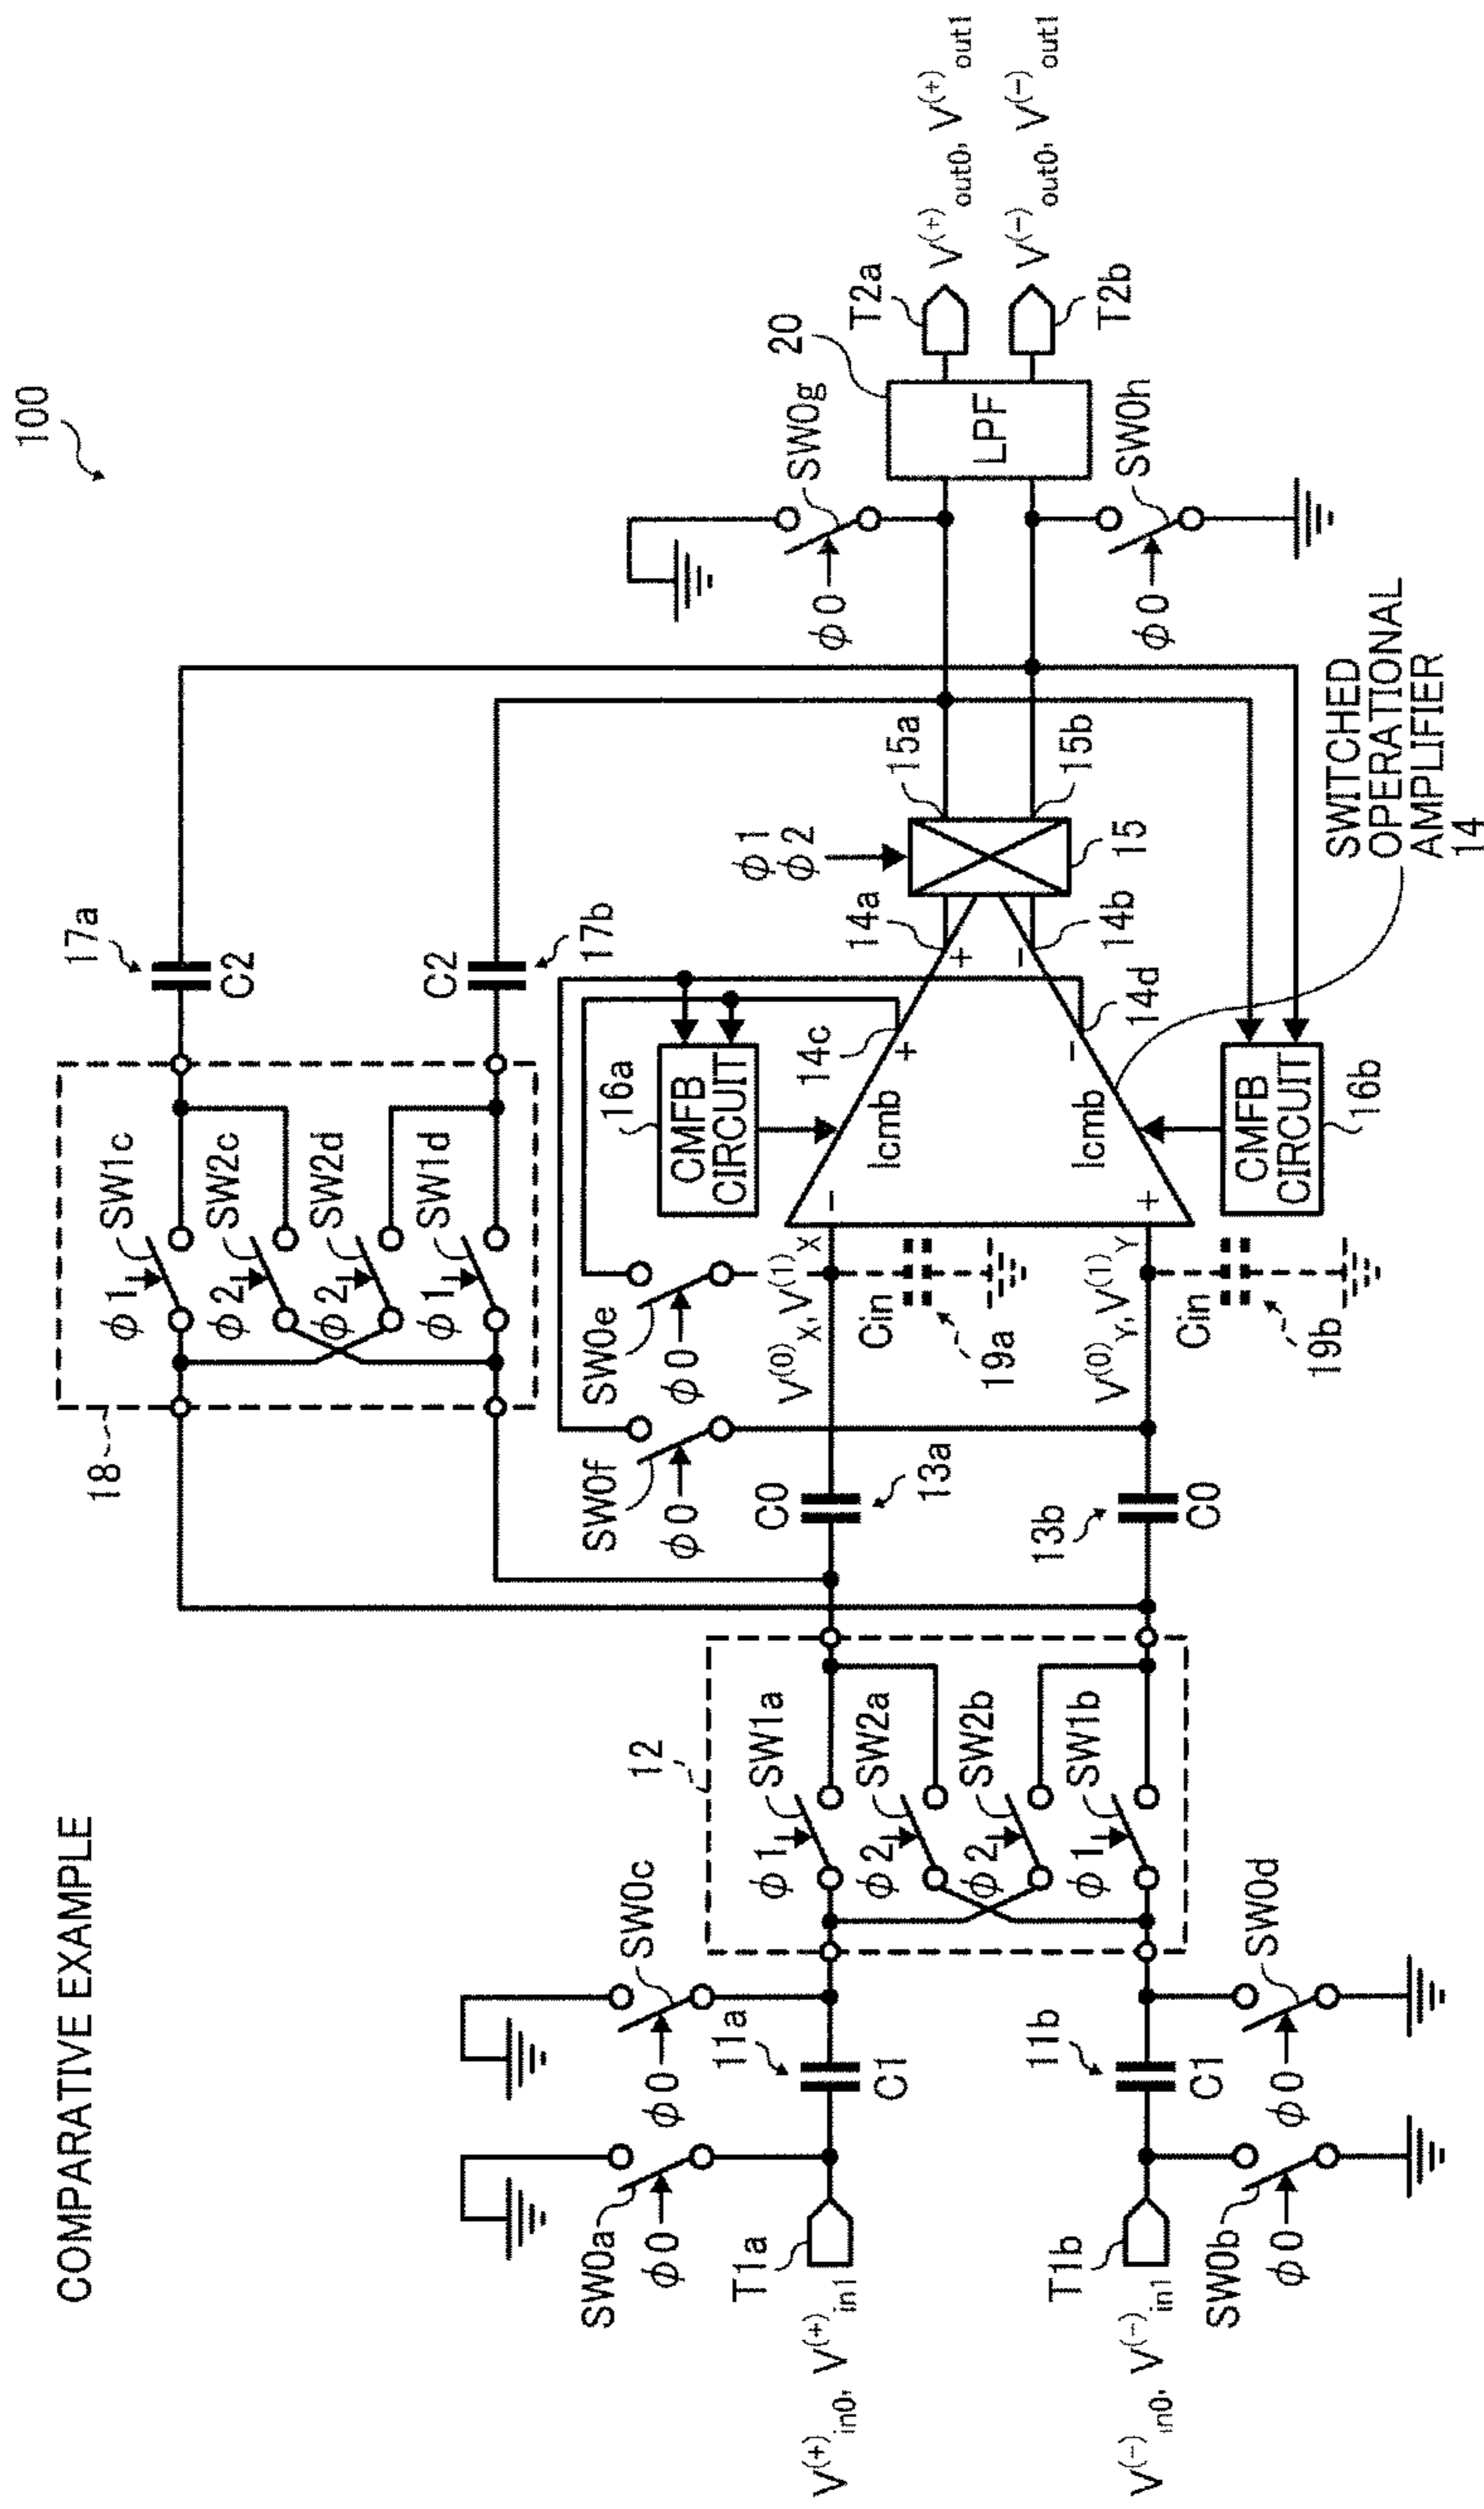 COMPARATIVE EXAMPLE
100
18
ϕ1
SW1c
ϕ2
SW2c
ϕ2
SW2d
ϕ1
SW1d
17a
C2
C2
17b
SW0a
ϕ0
SW0c
ϕ0
12
SW0f
ϕ0
SW0e
ϕ0
16a
CMFB
CIRCUIT
ϕ1
ϕ2
SW0g
ϕ0
20
LPF
V(+)in0, V(+)in1
T1a
11a
C1
ϕ1
SW1a
ϕ2
SW2a
ϕ2
SW2b
ϕ1
SW1b
C0
13a
V(0)X, V(1)X
Cin
19a
−
Icmb
+
14c
+
14a
15a
T2a
V(+)out0, V(+)out1
V(−)in0, V(−)in1
T1b
11b
C1
13b
C0
V(0)Y, V(1)Y
Cin
19b
+
Icmb
−
14d
−
14b
15
15b
T2b
V(−)out0, V(−)out1
SW0b
ϕ0
SW0d
ϕ0
CMFB
CIRCUIT
16b
ϕ0
SW0h
SWITCHED
OPERATIONAL
AMPLIFIER
14